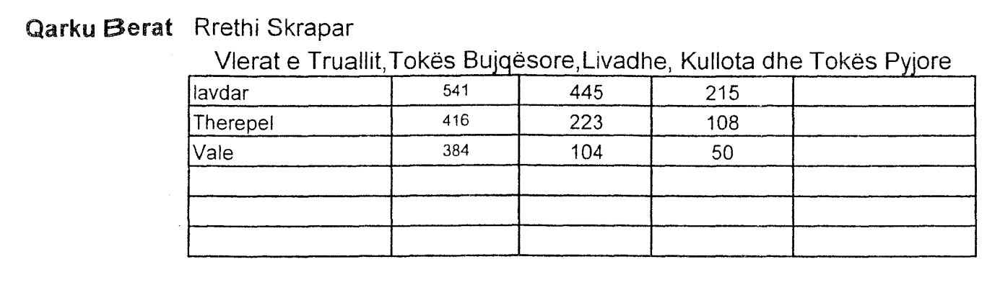 Qarku Berat Rrethi Skrapar
Vlerat e Truallit,Tokës Bujqësore,Livadhe, Kullota dhe Tokës Pyjore
lavdar 541 445 215
Therepel 416 223 108
Vale 384 104 50